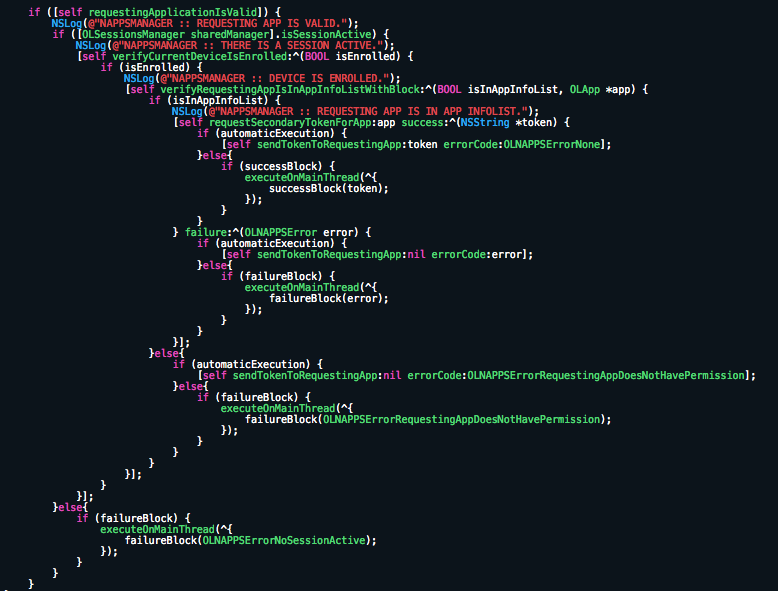 if ([self requestingApplicationIsValid]) {
NSLog(@"NAPPSMANAGER :: REQUESTING APP IS VALID.");
if ([OLSessionsManager sharedManager].isSessionActive) {
NSLog(@"NAPPSMANAGER :: THERE IS A SESSION ACTIVE.");
[self verifyCurrentDeviceIsEnrolled:^(BOOL isEnrolled) {
if (isEnrolled) {
NSLog(@"NAPPSMANAGER :: DEVICE IS ENROLLED.");
[self verifyRequestingAppIsInAppInfoListWithBlock:^(BOOL isInAppInfoList, OLApp *app) {
if (isInAppInfoList) {
NSLog(@"NAPPSMANAGER :: REQUESTING APP IS IN APP INFOLIST.");
[self requestSecondaryTokenForApp:app success:^(NSString *token) {
if (automaticExecution) {
[self sendTokenToRequestingApp:token errorCode:OLNAPPSErrorNone];
}else{
if (successBlock) {
executeOnMainThread(^{
successBlock(token);
});
}
}
} failure:^(OLNAPPSError error) {
if (automaticExecution) {
[self sendTokenToRequestingApp:nil errorCode:error];
}else{
if (failureBlock) {
executeOnMainThread(^{
failureBlock(error);
});
}
}
}];
}else{
if (automaticExecution) {
[self sendTokenToRequestingApp:nil errorCode:OLNAPPSErrorRequestingAppDoesNotHavePermission];
}else{
if (failureBlock) {
executeOnMainThread(^{
failureBlock(OLNAPPSErrorRequestingAppDoesNotHavePermission);
});
}
}
}
}];
}
}];
}else{
if (failureBlock) {
executeOnMainThread(^{
failureBlock(OLNAPPSErrorNoSessionActive);
});
}
}
}